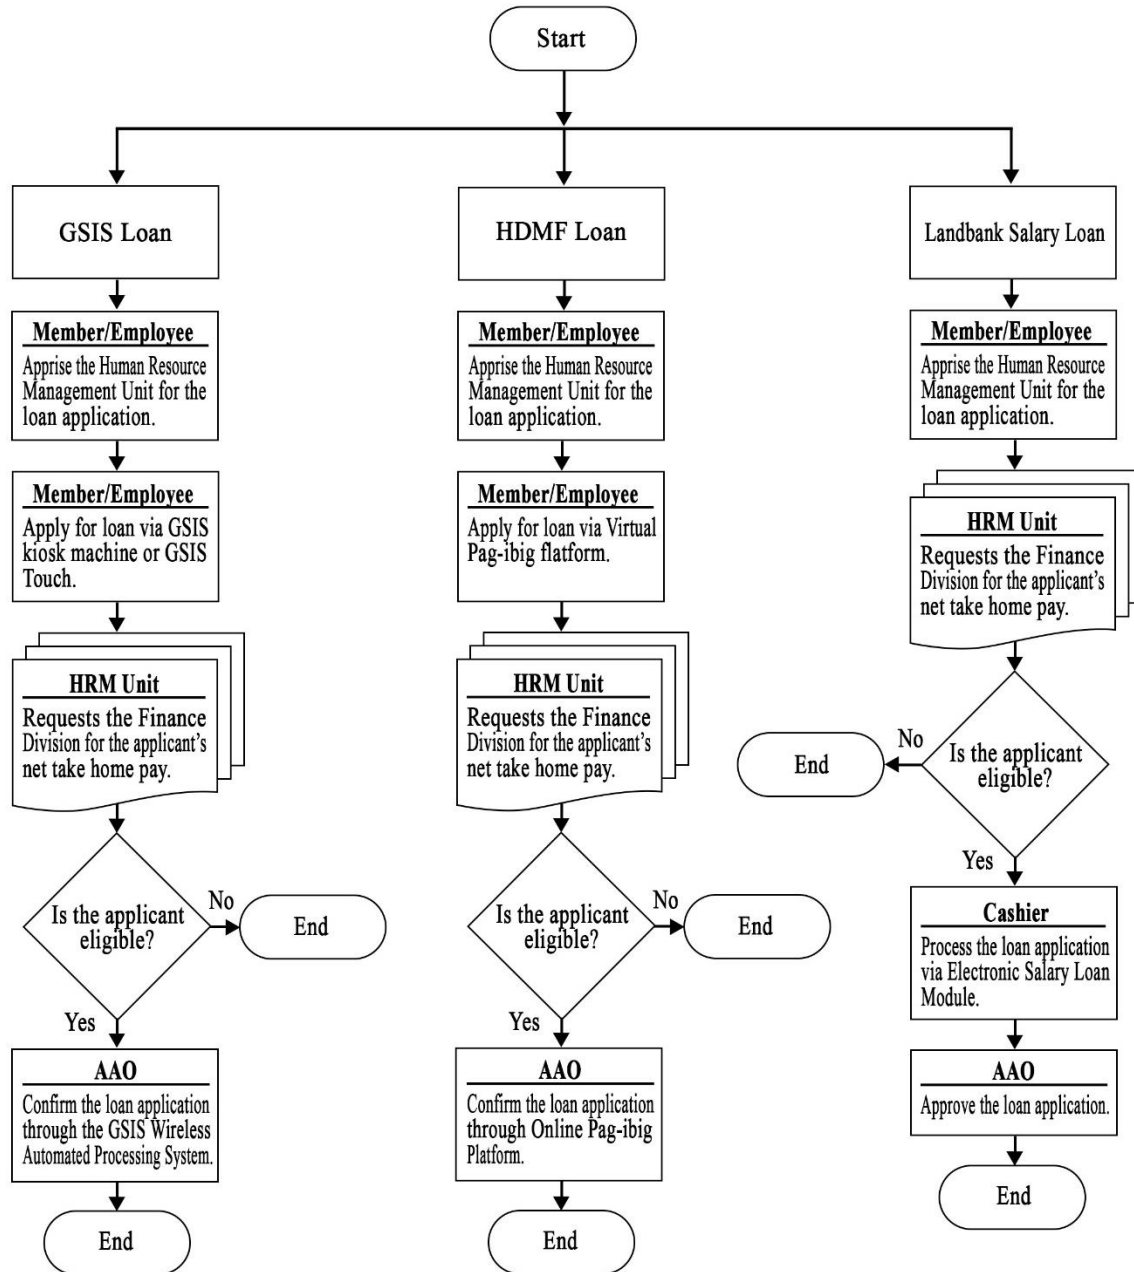 Start
GSIS Loan
Member/Employee
Apprise the Human Resource
Management Unit for the
loan application.
Member/Employee
Apply for loan via GSIS
kiosk machine or GSIS
Touch.
HRM Unit
Requests the Finance
Division for the applicant's
net take home pay.
Is the applicant
eligible?
No
End
Yes
AAO
Confirm the loan application
through the GSIS Wireless
Automated Processing System.
End
HDMF Loan
Member/Employee
Apprise the Human Resource
Management Unit for the
loan application.
Member/Employee
Apply for loan via Virtual
Pag-ibig flatform.
HRM Unit
Requests the Finance
Division for the applicant's
net take home pay.
Is the applicant
eligible?
No
End
Yes
AAO
Confirm the loan application
through Online Pag-ibig
Platform.
End
Landbank Salary Loan
Member/Employee
Apprise the Human Resource
Management Unit for the
loan application.
HRM Unit
Requests the Finance
Division for the applicant's
net take home pay.
Is the applicant
eligible?
No
End
Yes
Cashier
Process the loan application
via Electronic Salary Loan
Module.
AAO
Approve the loan application.
End